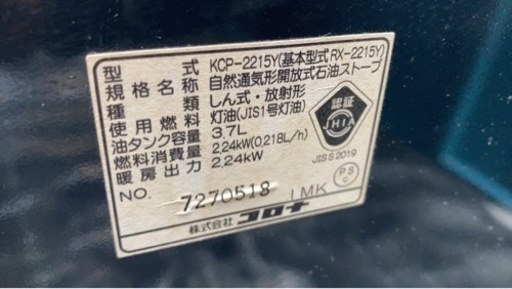 型式 KCP-2215Y(基本型式RX-2215Y)
規格名称 自然通気形開放式石油ストーブ
種類 しん式・放射形
使用燃料 灯油(JIS1号灯油)
油タンク容量 3.7L
燃料消費量 2.24kW(0.218L/h)
暖房出力 2.24kW
NO. 7270518 IMK
株式会社コロナ
認証
JHIA
JIS S 2019
PS
C